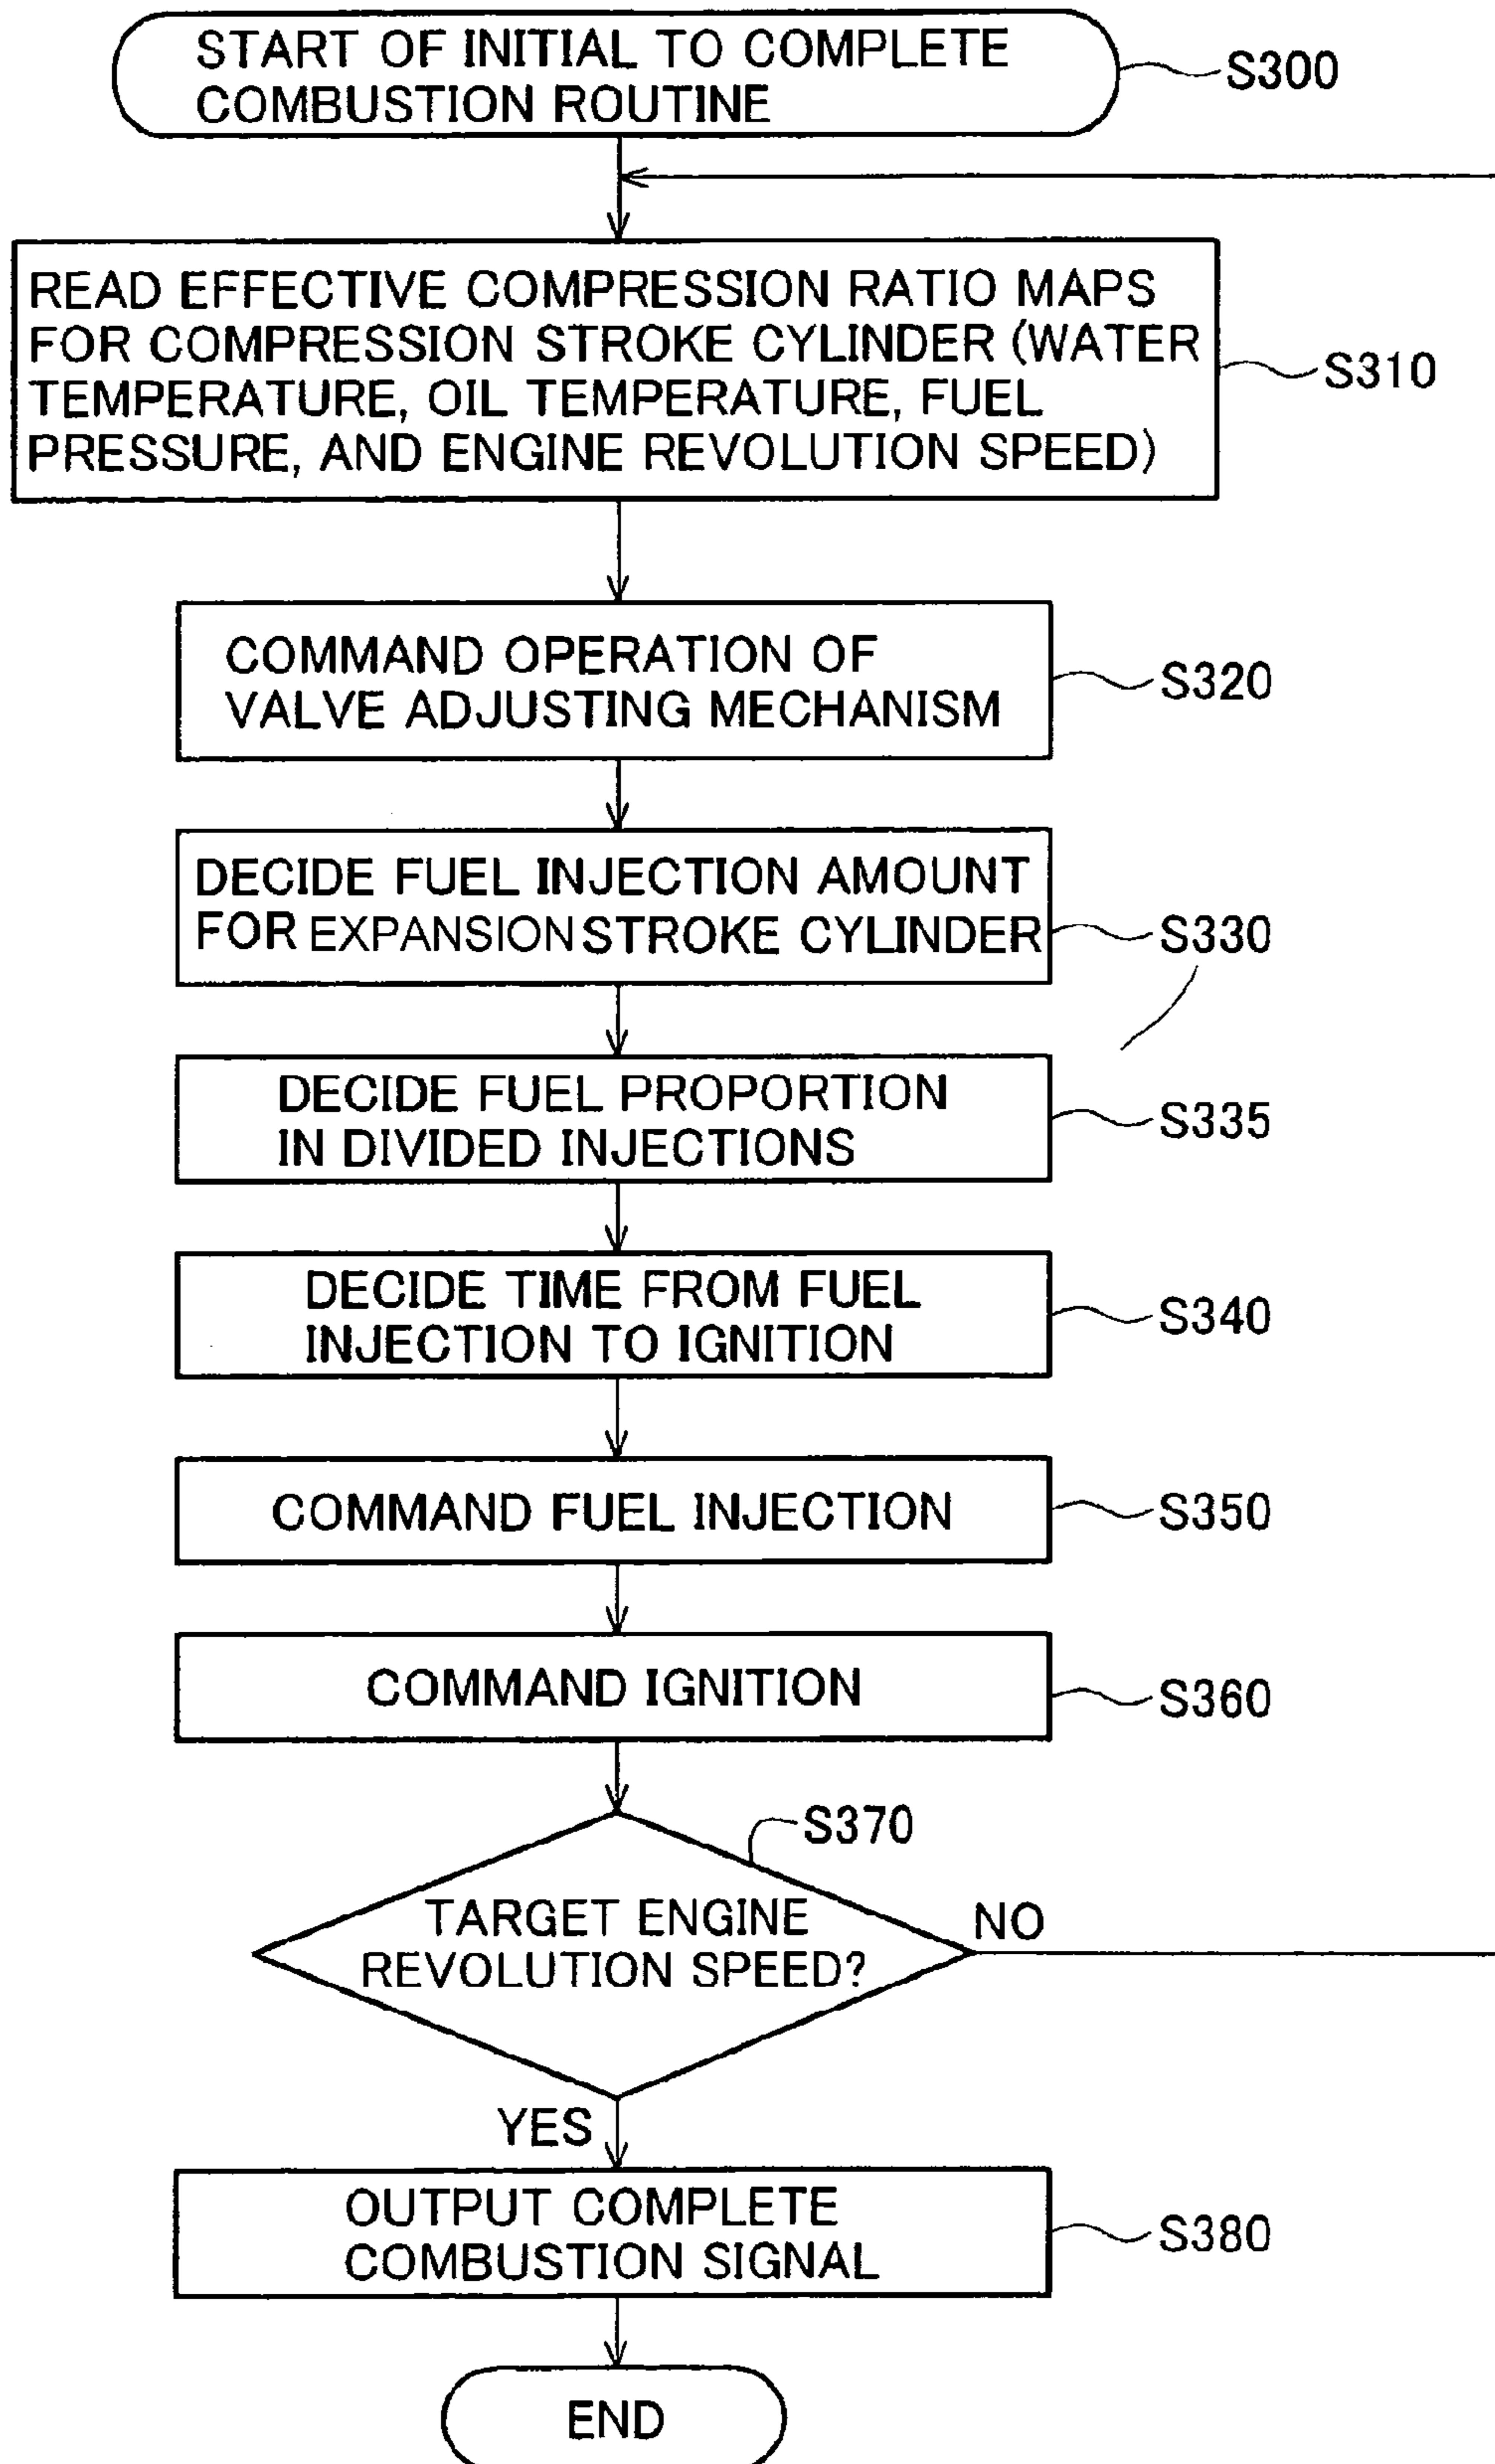 START OF INITIAL TO COMPLETE
COMBUSTION ROUTINE
S300
READ EFFECTIVE COMPRESSION RATIO MAPS
FOR COMPRESSION STROKE CYLINDER (WATER
TEMPERATURE, OIL TEMPERATURE, FUEL
PRESSURE, AND ENGINE REVOLUTION SPEED)
S310
COMMAND OPERATION OF
VALVE ADJUSTING MECHANISM
S320
DECIDE FUEL INJECTION AMOUNT
FOR EXPANSION STROKE CYLINDER
S330
DECIDE FUEL PROPORTION
IN DIVIDED INJECTIONS
S335
DECIDE TIME FROM FUEL
INJECTION TO IGNITION
S340
COMMAND FUEL INJECTION
S350
COMMAND IGNITION
S360
S370
TARGET ENGINE
REVOLUTION SPEED?
NO
YES
OUTPUT COMPLETE
COMBUSTION SIGNAL
S380
END